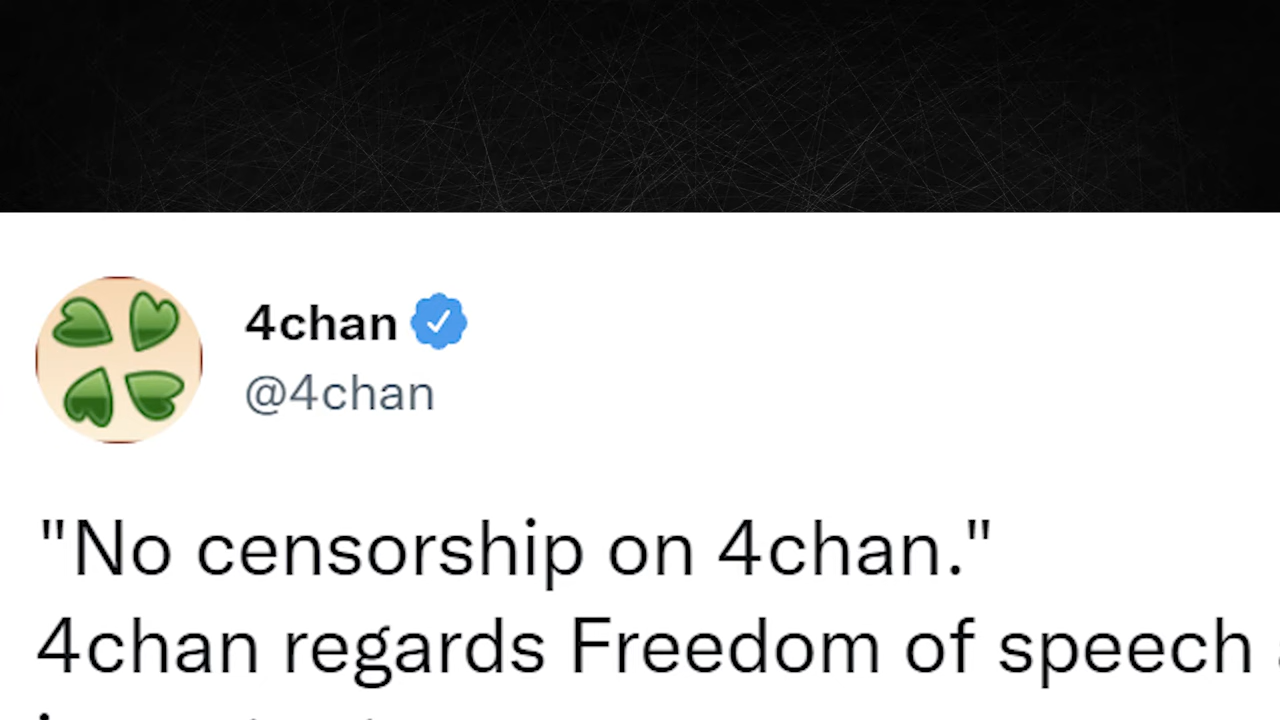 4chan
@4chan
"No censorship on 4chan."
4chan regards Freedom of speech